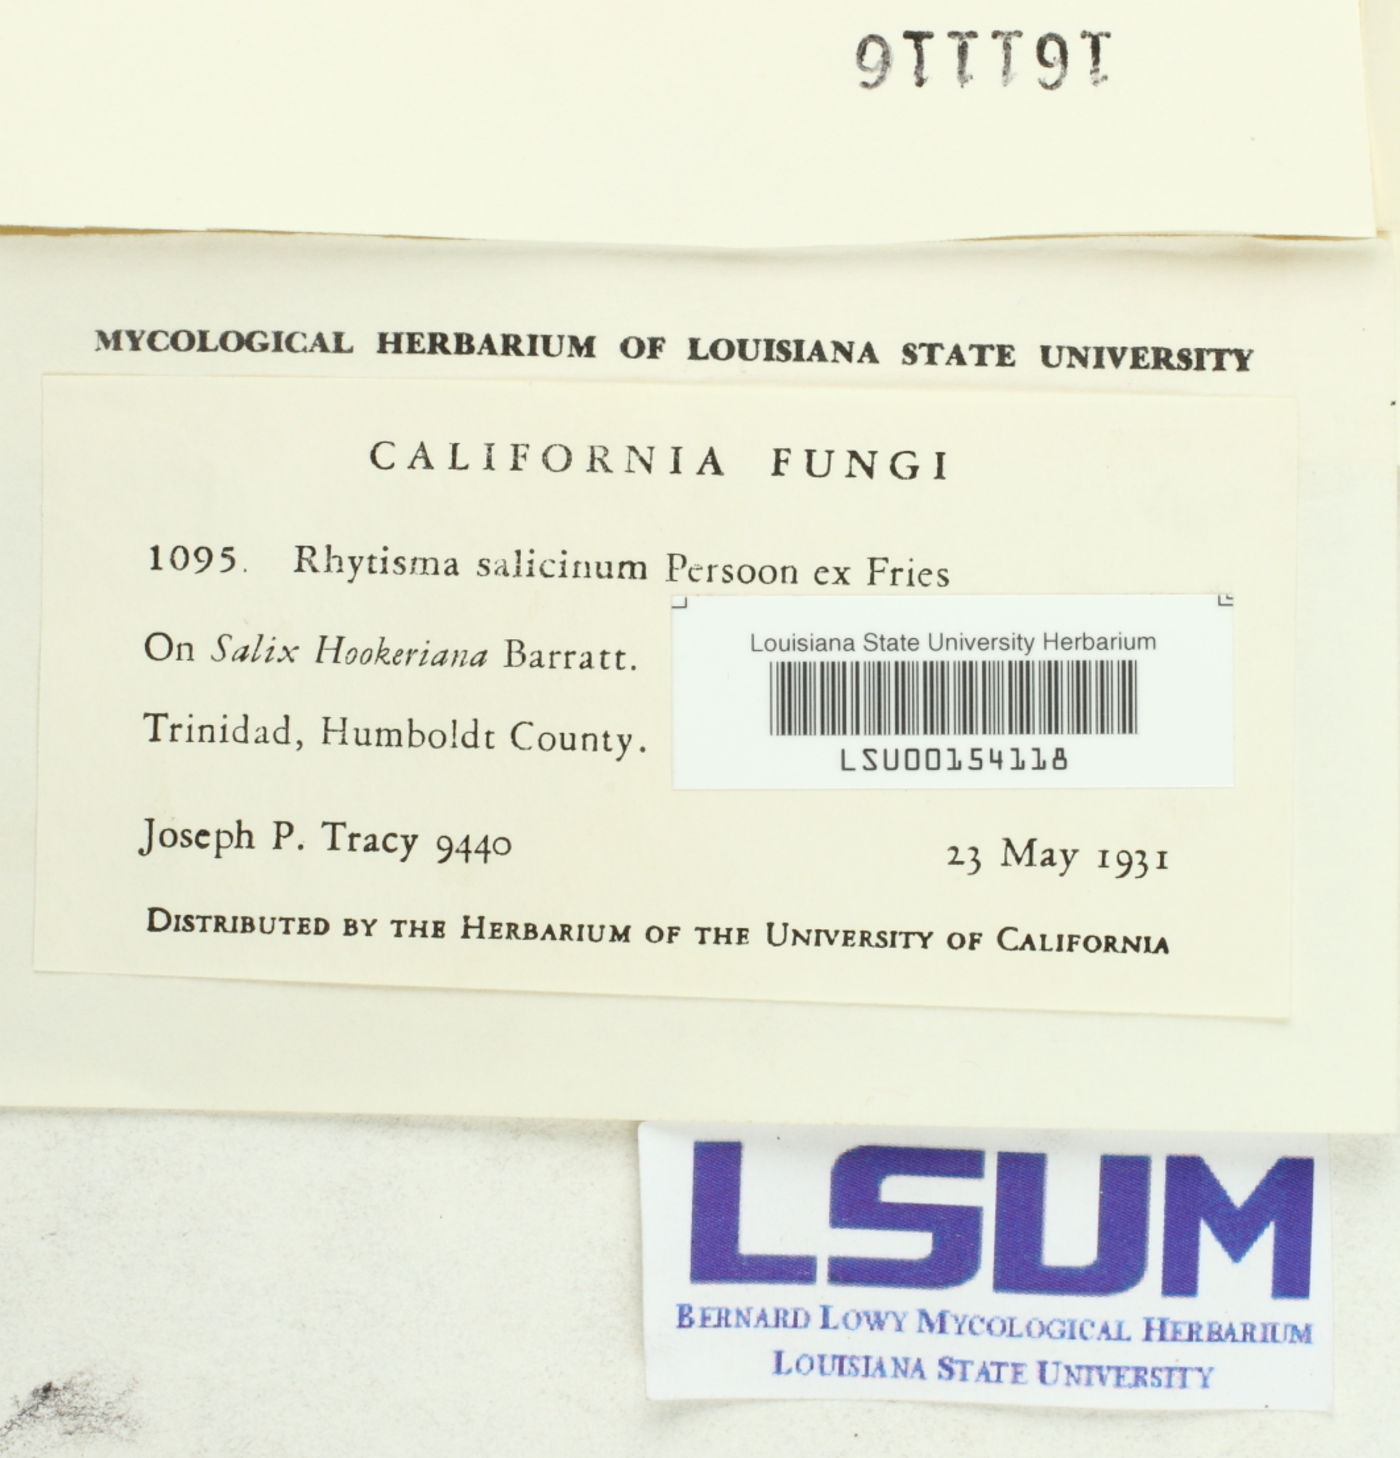 161116
MYCOLOGICAL HERBARIUM OF LOUISIANA STATE UNIVERSITY
CALIFORNIA FUNGI
1095. Rhytisma salicinum Persoon ex Fries
On Salix Hookeriana Barratt.
Trinidad, Humboldt County.
Louisiana State University Herbarium
LSU00154118
Joseph P. Tracy 9440 23 May 1931
DISTRIBUTED BY THE HERBARIUM OF THE UNIVERSITY OF CALIFORNIA
LSUM
BERNARD LOWY MYCOLOGICAL HERBARIUM
LOUISIANA STATE UNIVERSITY